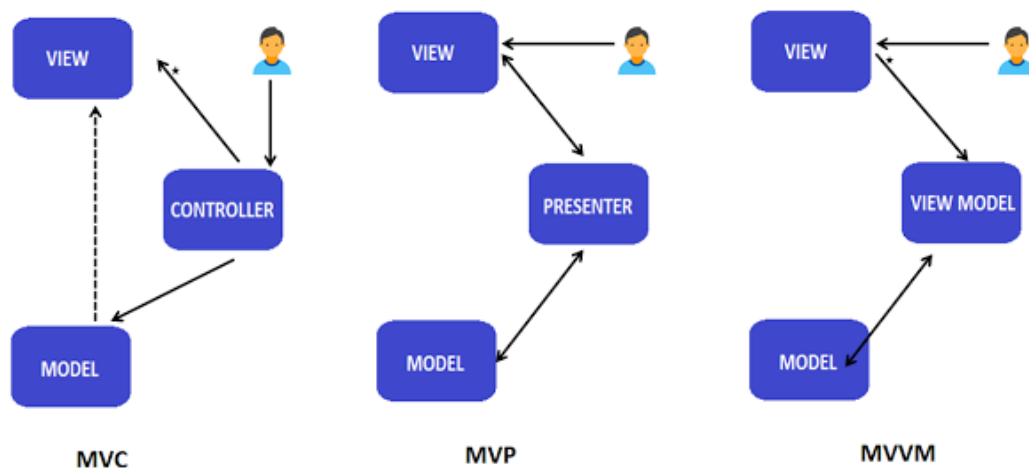 VIEW
*
CONTROLLER
MODEL
MVC
VIEW
PRESENTER
MODEL
MVP
VIEW
*
VIEW MODEL
MODEL
MVVM